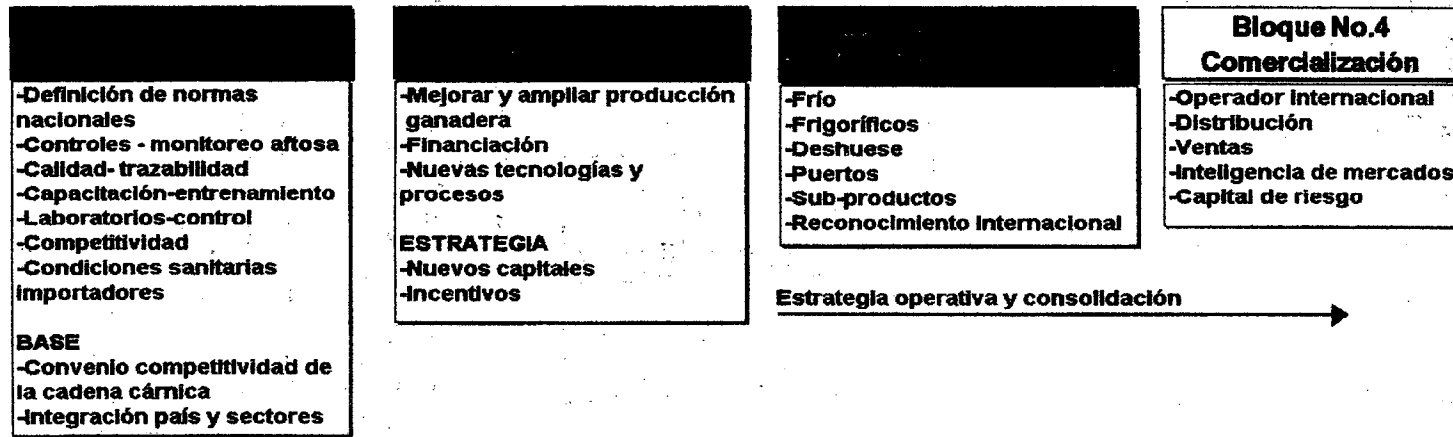 -Definición de normas
nacionales
-Controles - monitoreo aftosa
-Calidad- trazabilidad
-Capacitación-entrenamiento
-Laboratorios-control
-Competitividad
-Condiciones sanitarias
importadores
BASE
-Convenio competitividad de
la cadena cárnica
-Integración país y sectores
-Mejorar y ampliar producción
ganadera
-Financiación
-Nuevas tecnologías y
procesos
ESTRATEGIA
-Nuevos capitales
-Incentivos
-Frío
-Frigoríficos
-Deshuese
-Puertos
-Sub-productos
-Reconocimiento internacional
Bloque No.4
Comercialización
-Operador internacional
-Distribución
-Ventas
-Inteligencia de mercados
-Capital de riesgo
Estrategia operativa y consolidación